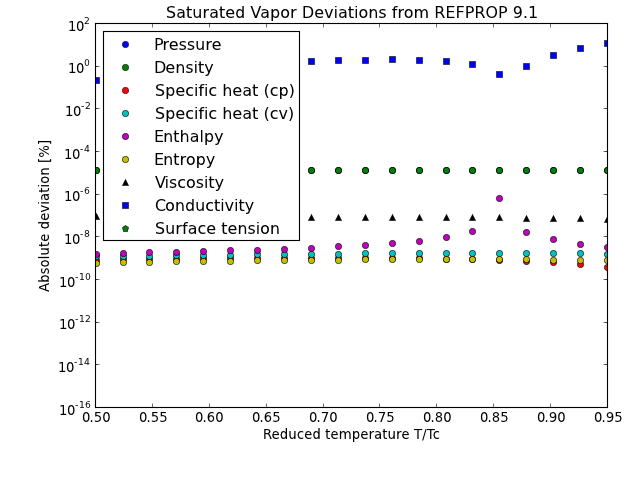 Saturated Vapor Deviations from REFPROP 9.1
10^2
10^0
10^-2
10^-4
10^-6
10^-8
10^-10
10^-12
10^-14
10^-16
Absolute deviation [%]
Pressure
Density
Specific heat (cp)
Specific heat (cv)
Enthalpy
Entropy
Viscosity
Conductivity
Surface tension
0.50 0.55 0.60 0.65 0.70 0.75 0.80 0.85 0.90 0.95
Reduced temperature T/Tc